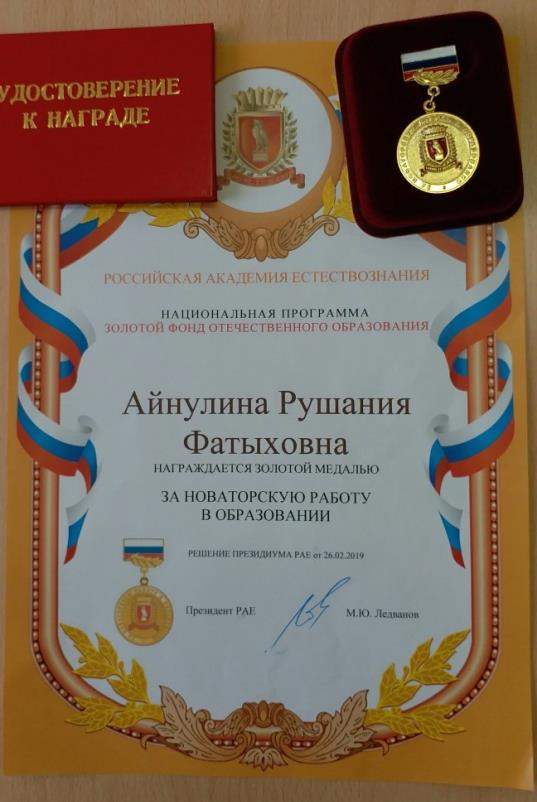 УДОСТОВЕРЕНИЕ
К НАГРАДЕ
РОССИЙСКАЯ АКАДЕМИЯ ЕСТЕСТВОЗНАНИЯ
НАЦИОНАЛЬНАЯ ПРОГРАММА
ЗОЛОТОЙ ФОНД ОТЕЧЕСТВЕННОГО ОБРАЗОВАНИЯ
Айнулина Рушания
Фатыховна
НАГРАЖДАЕТСЯ ЗОЛОТОЙ МЕДАЛЬЮ
ЗА НОВАТОРСКУЮ РАБОТУ
В ОБРАЗОВАНИИ
РЕШЕНИЕ ПРЕЗИДИУМА РАЕ от 26.02.2019
Президент РАЕ
М.Ю. Ледванов